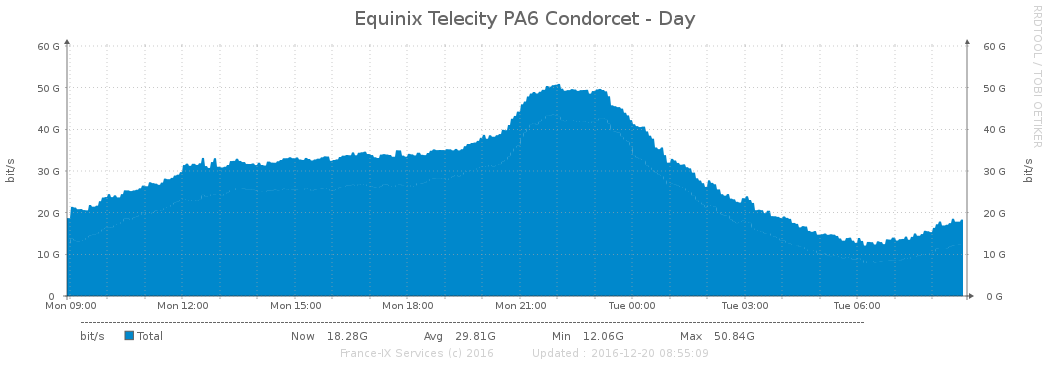 Equinix Telecity PA6 Condorcet - Day
RRDTOOL / TOBI OETIKER
60 G 60 G
50 G 50 G
40 G 40 G
30 G 30 G
20 G 20 G
10 G 10 G
0 0 G
bit/s bit/s
Mon 09:00 Mon 12:00 Mon 15:00 Mon 18:00 Mon 21:00 Tue 00:00 Tue 03:00 Tue 06:00
bit/s Total Now 18.28G Avg 29.81G Min 12.06G Max 50.84G
France-IX Services (c) 2016 Updated : 2016-12-20 08:55:09